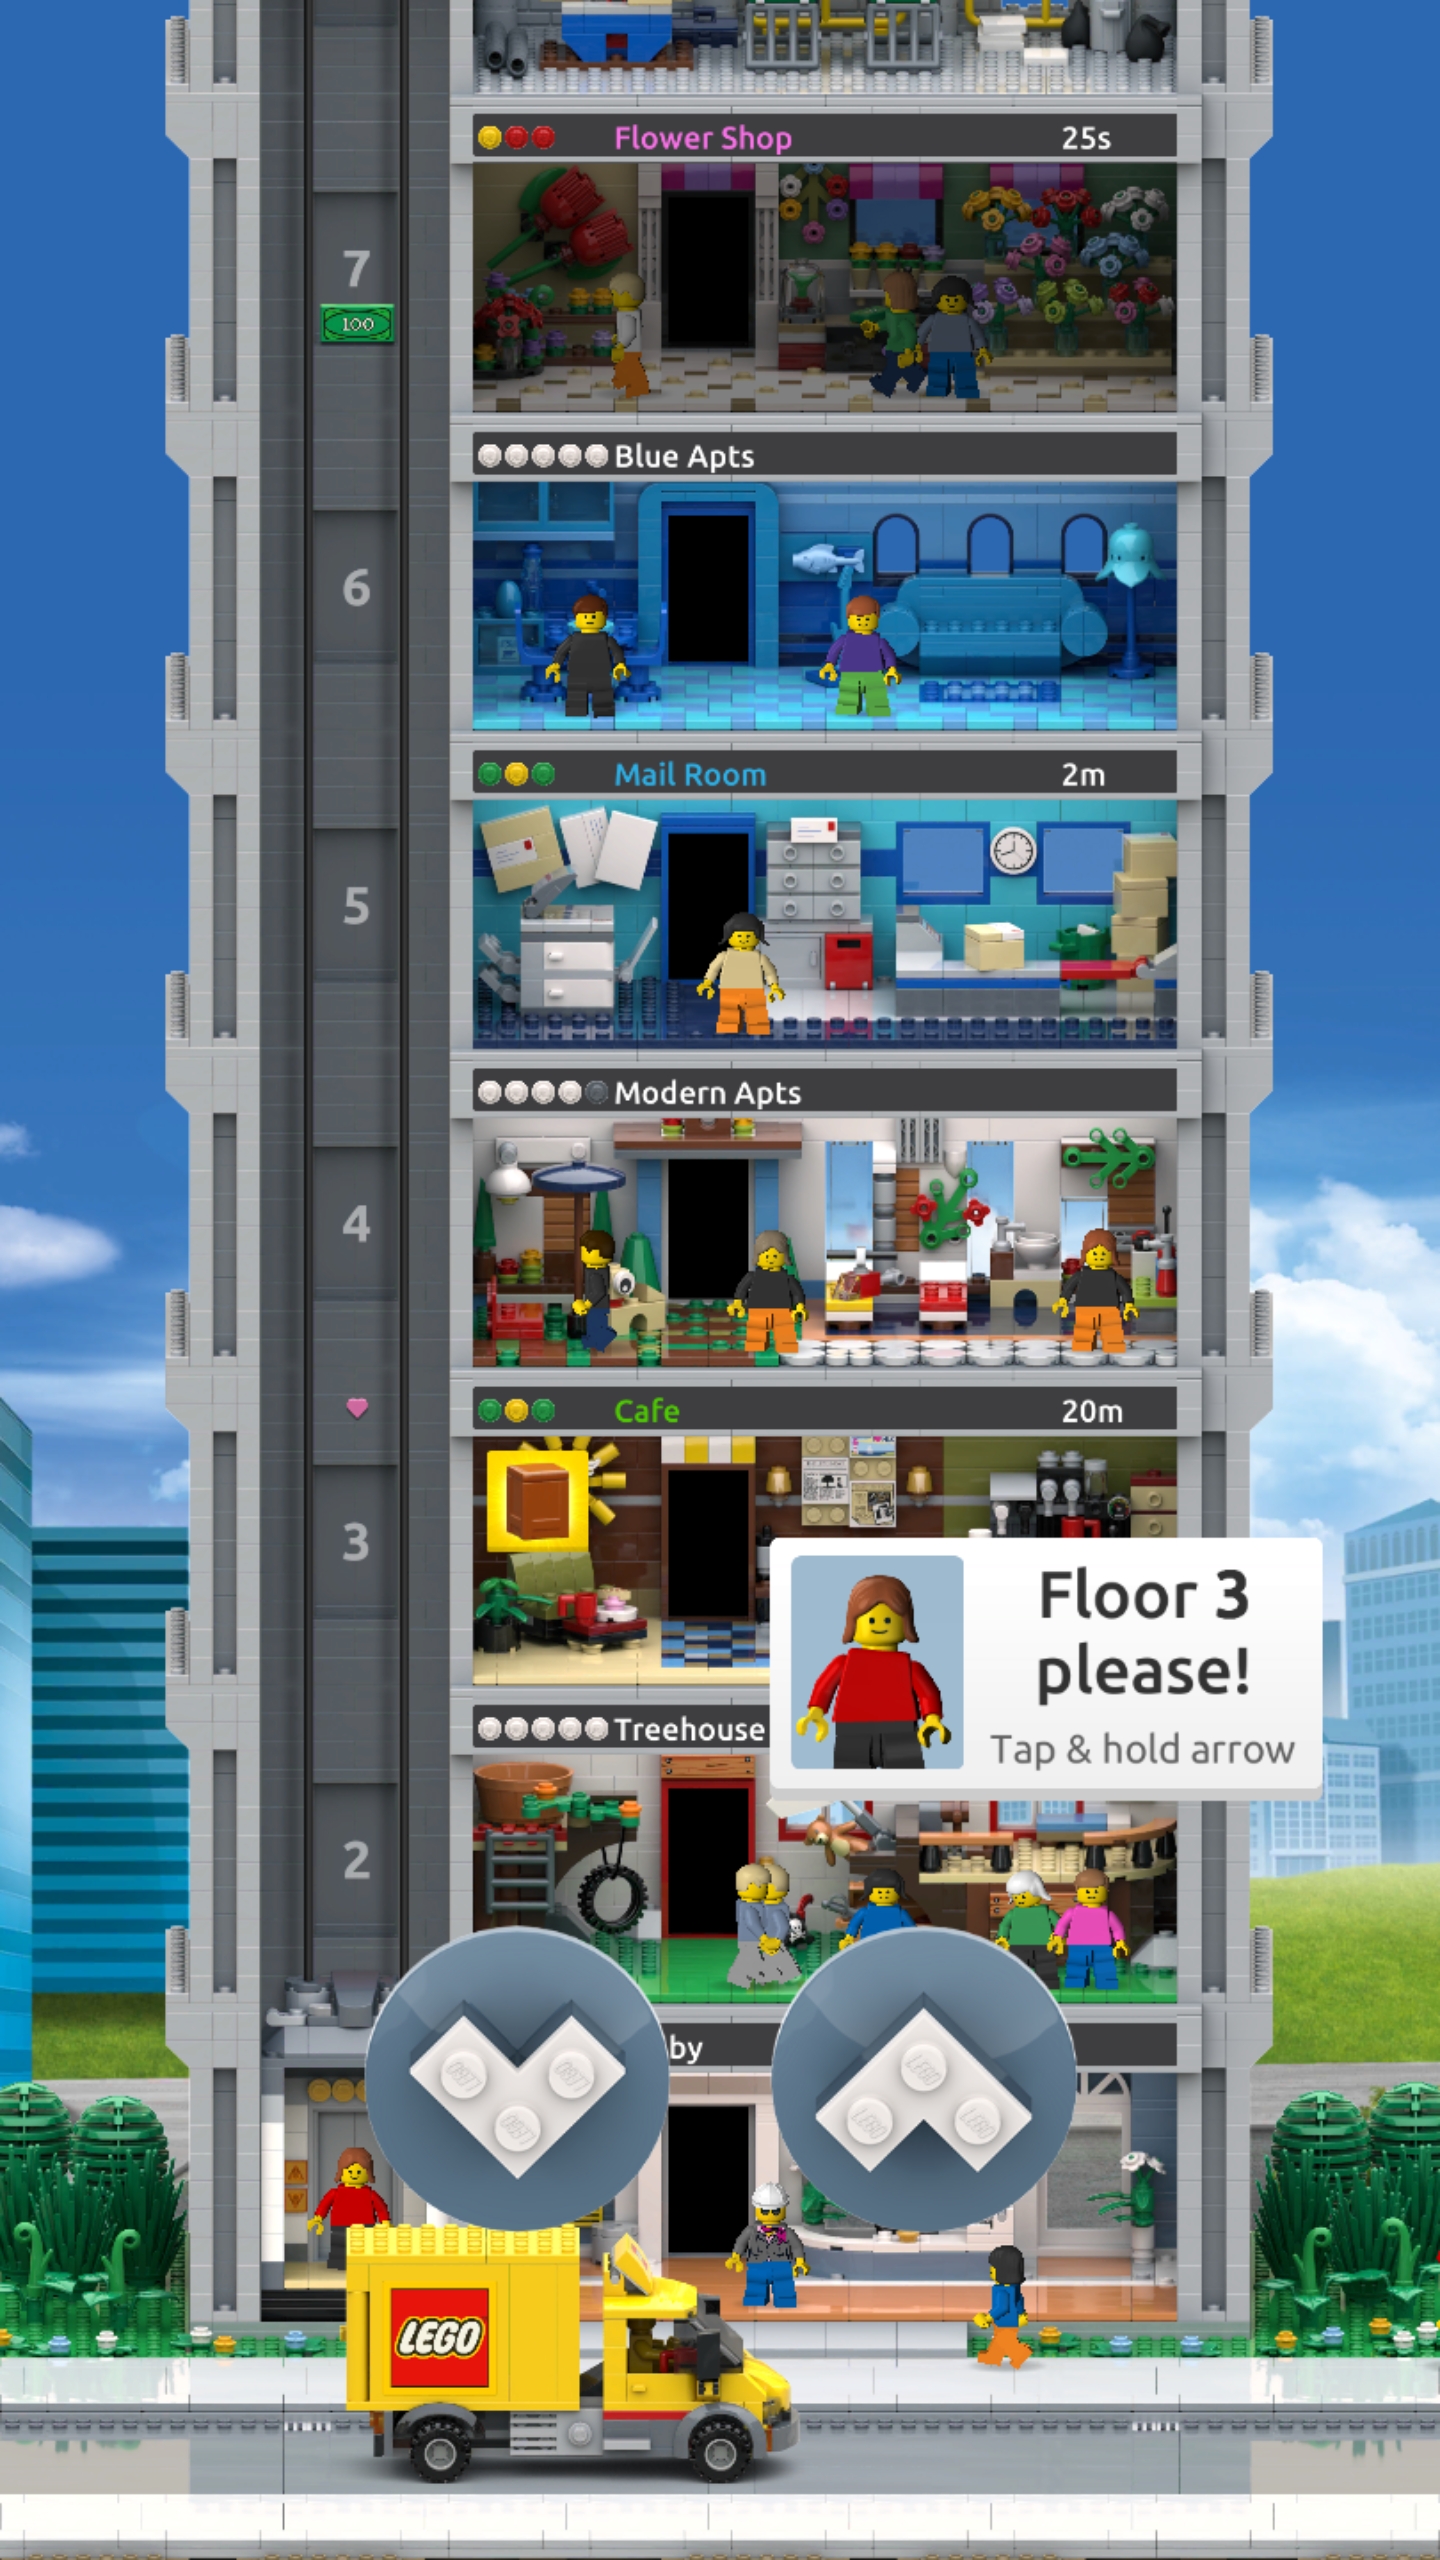 Flower Shop 25s
7
100
Blue Apts
6
Mail Room 2m
5
Modern Apts
4
Cafe 20m
3
Floor 3
please!
Tap & hold arrow
Treehouse
2
by
LEGO